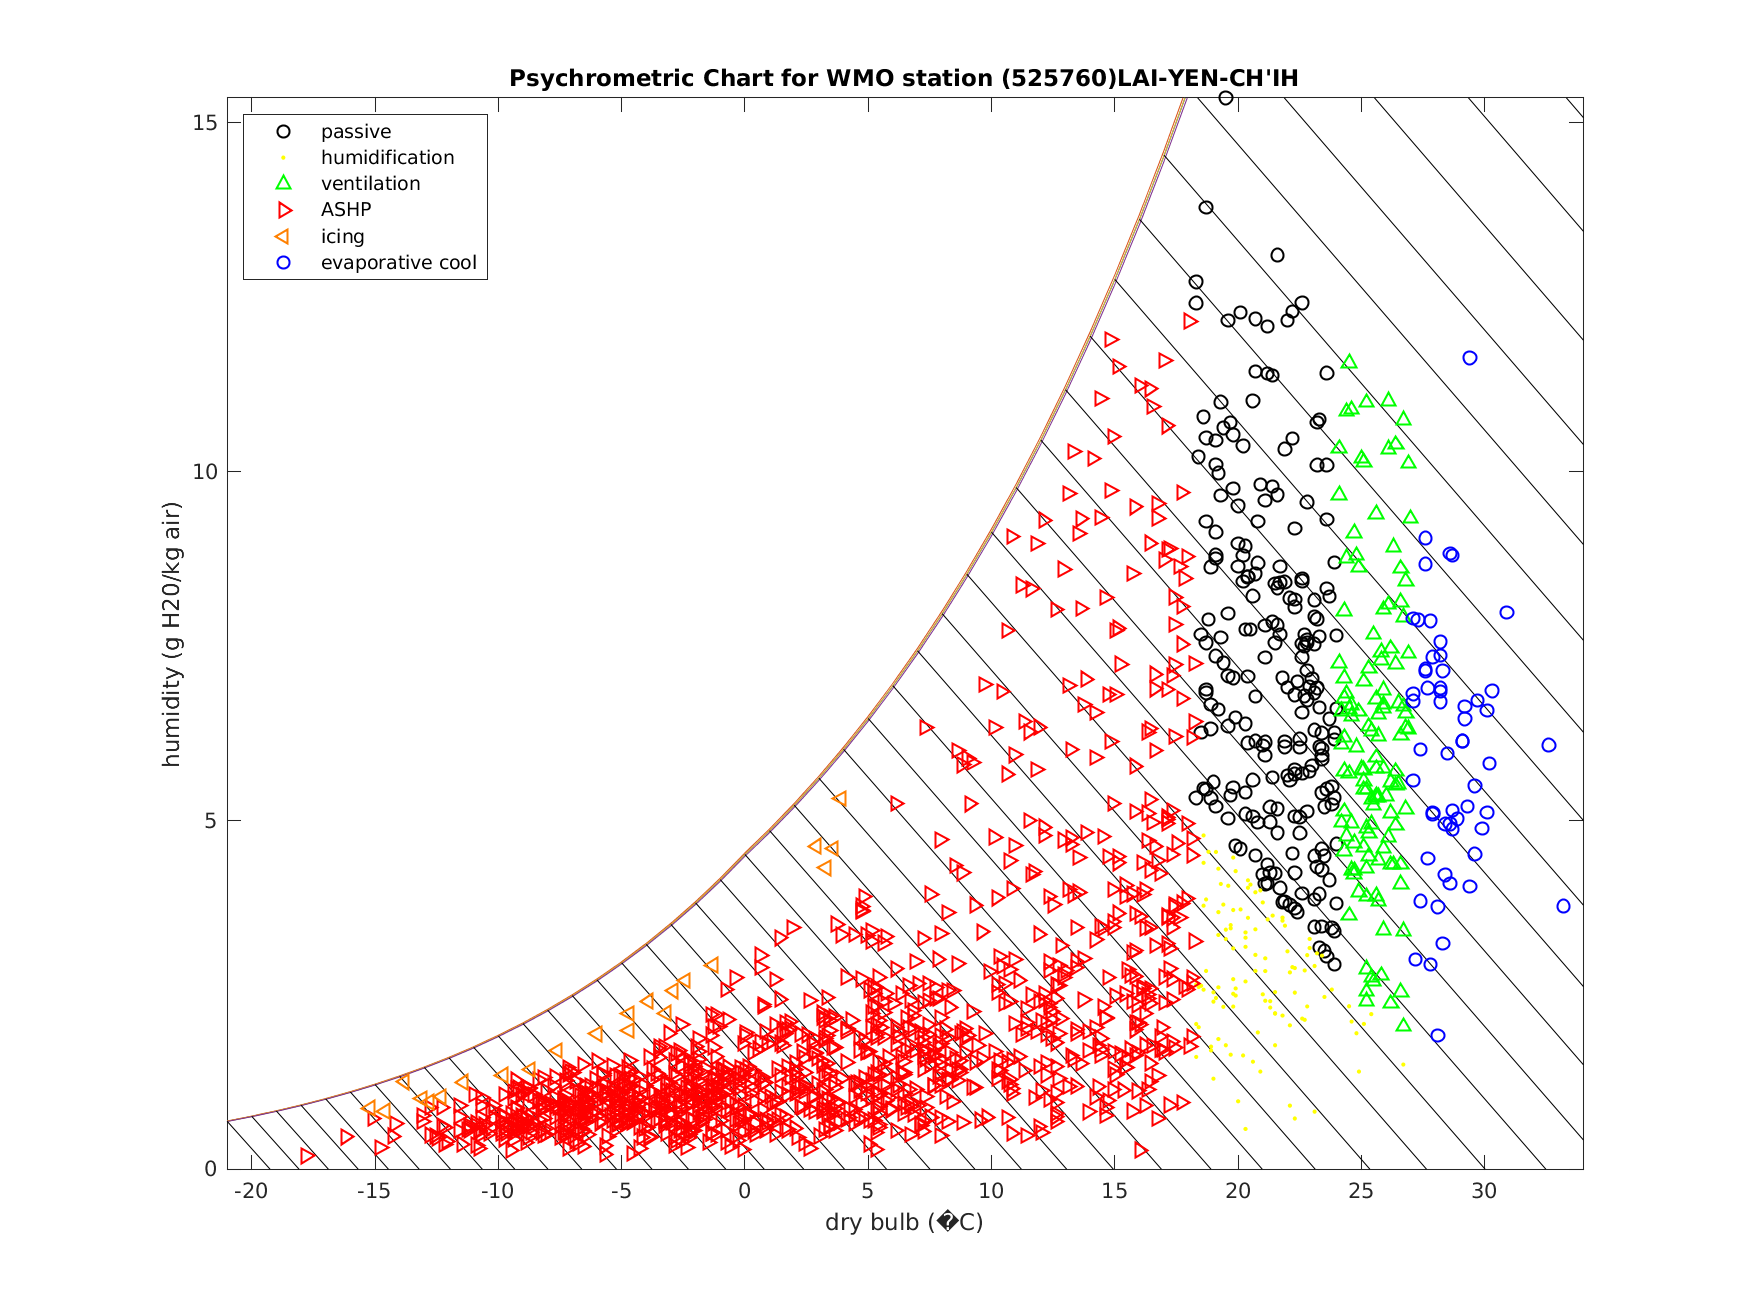 Psychrometric Chart for WMO station (525760)LAI-YEN-CH'IH
15
passive
humidification
ventilation
ASHP
icing
evaporative cool
10
humidity (g H20/kg air)
5
0
-20 -15 -10 -5 0 5 10 15 20 25 30
dry bulb (�C)